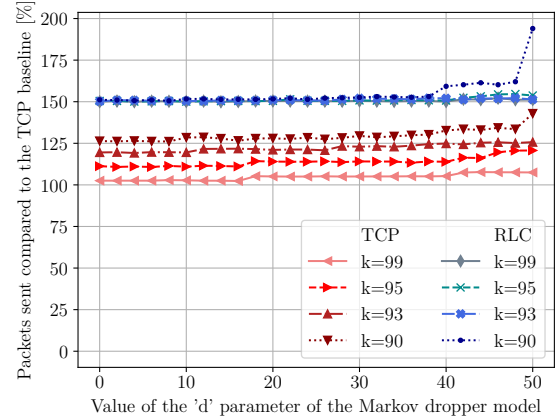 Packets sent compared to the TCP baseline [%]
200
175
150
125
100
75
50
25
0
TCP RLC
k=99 k=99
k=95 k=95
k=93 k=93
k=90 k=90
0 10 20 30 40 50
Value of the 'd' parameter of the Markov dropper model